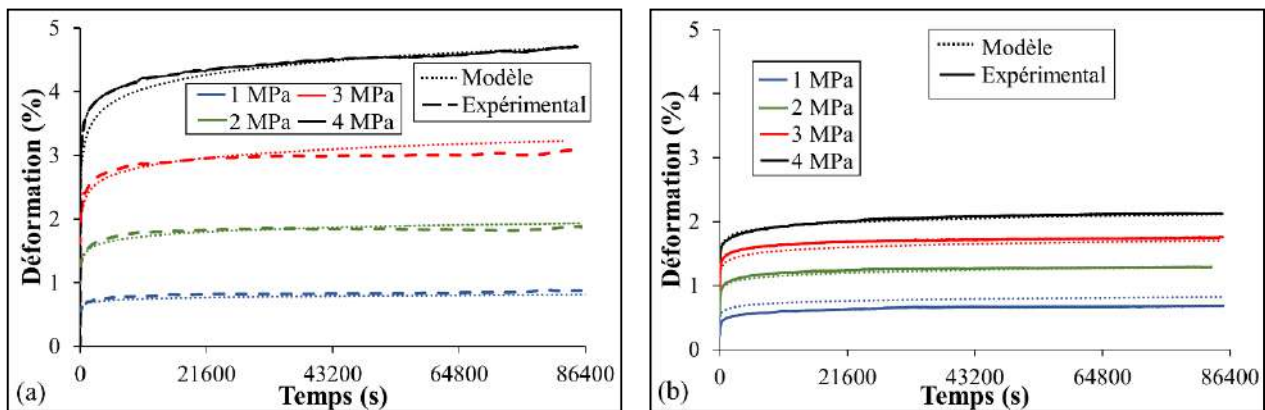 5
4
3
2
1
0
Déformation (%)
Modèle
Expérimental
1 MPa
3 MPa
2 MPa
4 MPa
0
21600
43200
64800
86400
Temps (s)
(a)
5
4
3
2
1
0
Déformation (%)
Modèle
Expérimental
1 MPa
2 MPa
3 MPa
4 MPa
0
21600
43200
64800
86400
Temps (s)
(b)